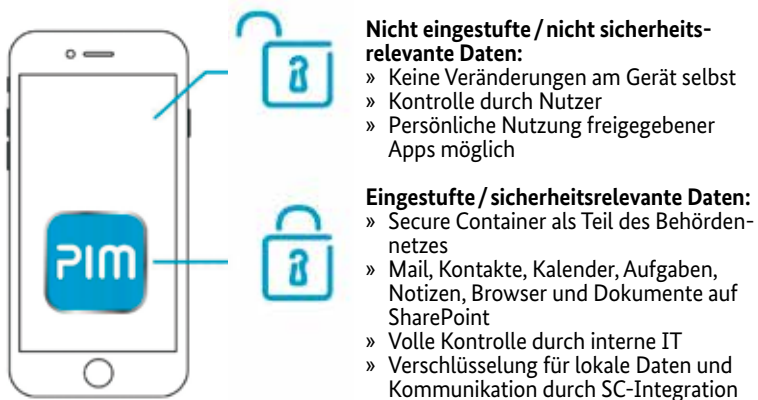 Nicht eingestufte / nicht sicherheits-
relevante Daten:
» Keine Veränderungen am Gerät selbst
» Kontrolle durch Nutzer
» Persönliche Nutzung freigegebener
Apps möglich
Eingestufte / sicherheitsrelevante Daten:
» Secure Container als Teil des Behörden-
netzes
» Mail, Kontakte, Kalender, Aufgaben,
Notizen, Browser und Dokumente auf
SharePoint
» Volle Kontrolle durch interne IT
» Verschlüsselung für lokale Daten und
Kommunikation durch SC-Integration
PIM